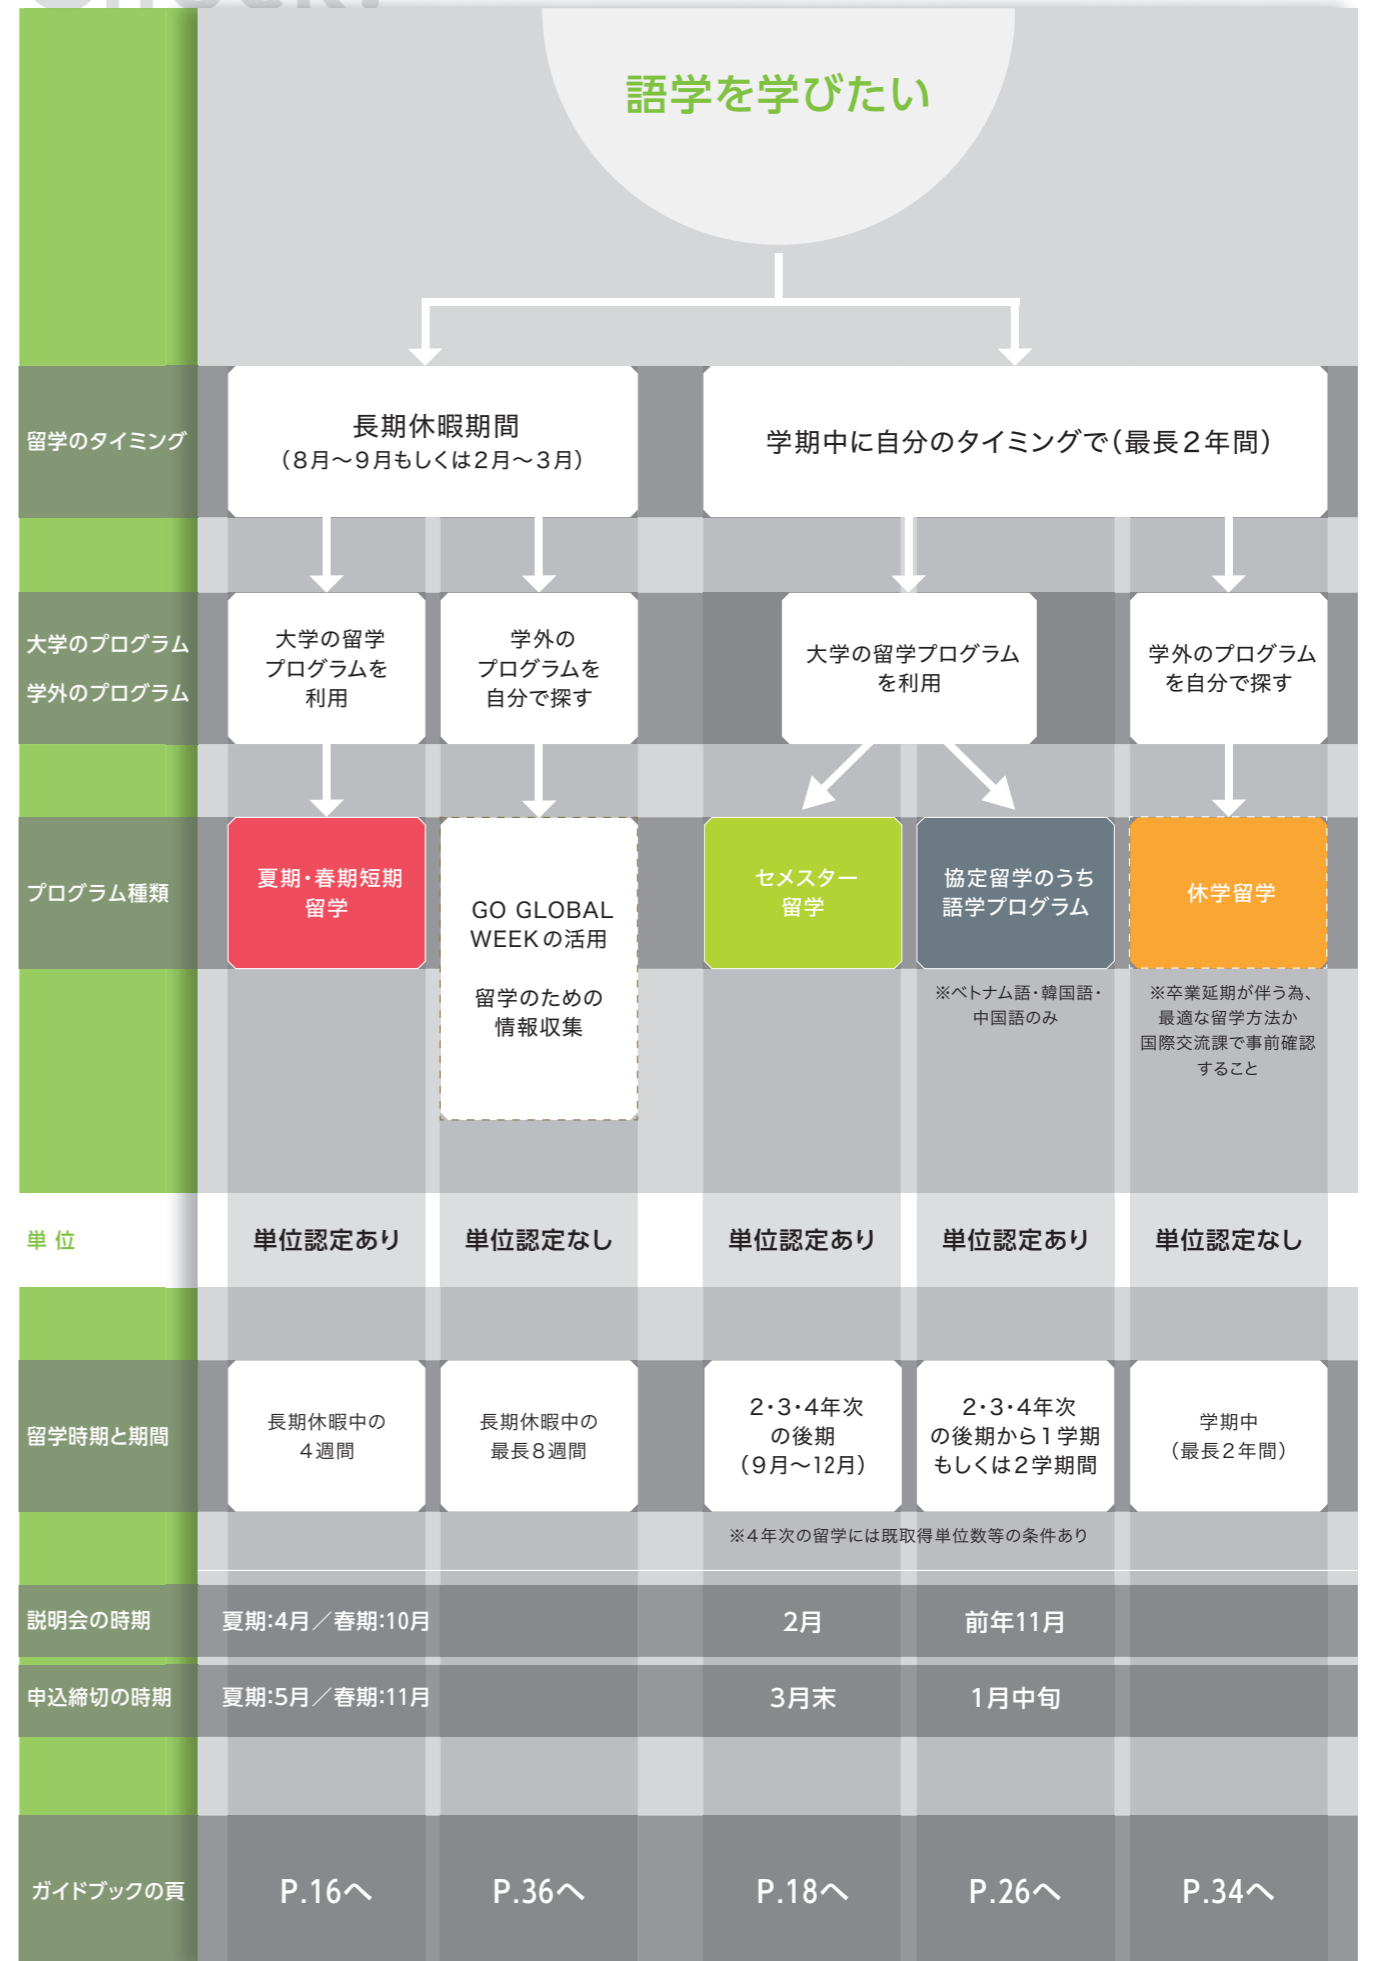 語学を学びたい
留学のタイミング
長期休暇期間
（8月～9月もしくは2月～3月）
学期中に自分のタイミングで（最長2年間）
大学のプログラム
学外のプログラム
大学の留学
プログラムを
利用
学外の
プログラムを
自分で探す
大学の留学プログラム
を利用
学外のプログラム
を自分で探す
プログラム種類
夏期・春期短期
留学
GO GLOBAL
WEEKの活用
留学のための
情報収集
セメスター
留学
協定留学のうち
語学プログラム
※ベトナム語・韓国語・
中国語のみ
休学留学
※卒業延期が伴う為、
最適な留学方法か
国際交流課で事前確認
すること
単 位
単位認定あり
単位認定なし
単位認定あり
単位認定あり
単位認定なし
留学時期と期間
長期休暇中の
4週間
長期休暇中の
最長8週間
2・3・4年次
の後期
（9月～12月）
2・3・4年次
の後期から1学期
もしくは2学期間
学期中
（最長2年間）
※4年次の留学には既取得単位数等の条件あり
説明会の時期
夏期:4月／春期:10月
2月
前年11月
申込締切の時期
夏期:5月／春期:11月
3月末
1月中旬
ガイドブックの頁
P.16へ
P.36へ
P.18へ
P.26へ
P.34へ